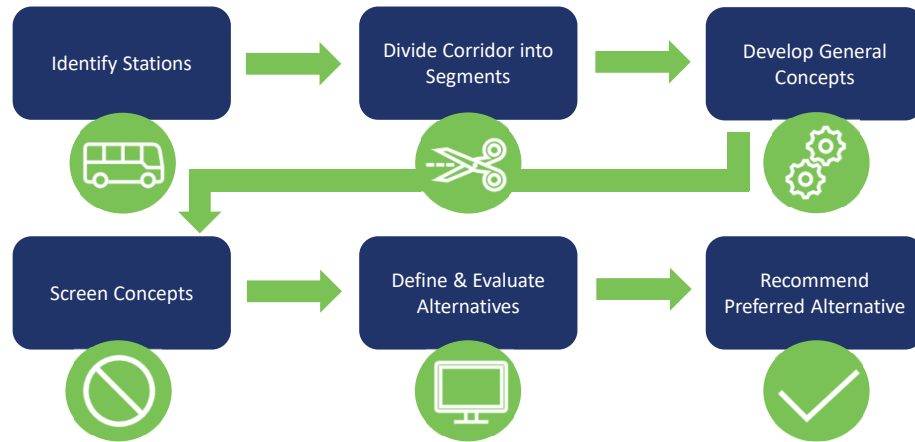 Identify Stations
Divide Corridor into
Segments
Develop General
Concepts
Screen Concepts
Define & Evaluate
Alternatives
Recommend
Preferred Alternative